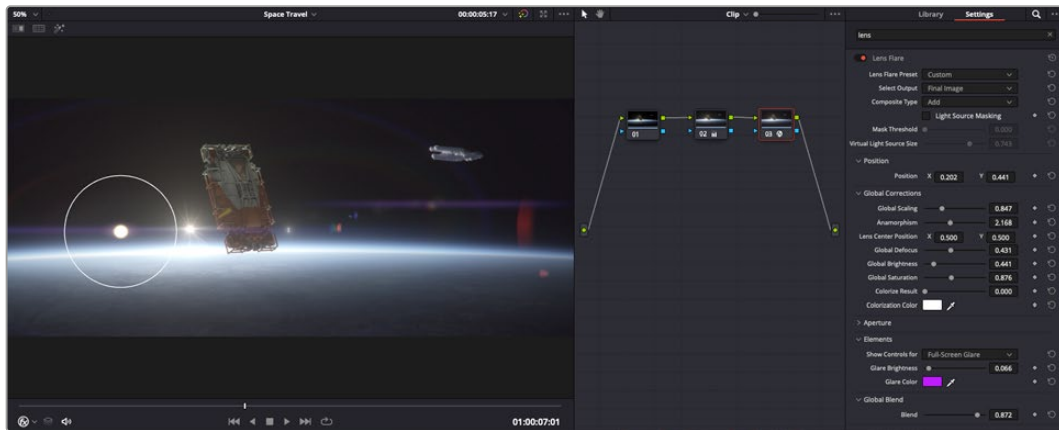 50% Space Travel 00:00:05:17 Clip Library Settings
lens
Lens Flare
Lens Flare Preset Custom
Select Output Final Image
Composite Type Add
Light Source Masking
Mask Threshold 0.000
Virtual Light Source Size 0.743
Position
Position X 0.202 Y 0.441
Global Corrections
Global Scaling 0.847
Anamorphism 2.168
Lens Center Position X 0.500 Y 0.500
Global Defocus 0.431
Global Brightness 0.441
Global Saturation 0.876
Colorize Result 0.000
Colorization Color
Aperture
Elements
Show Controls for Full-Screen Glare
Glare Brightness 0.066
Glare Color
Global Blend
Blend 0.872
01 02 03
01:00:07:01